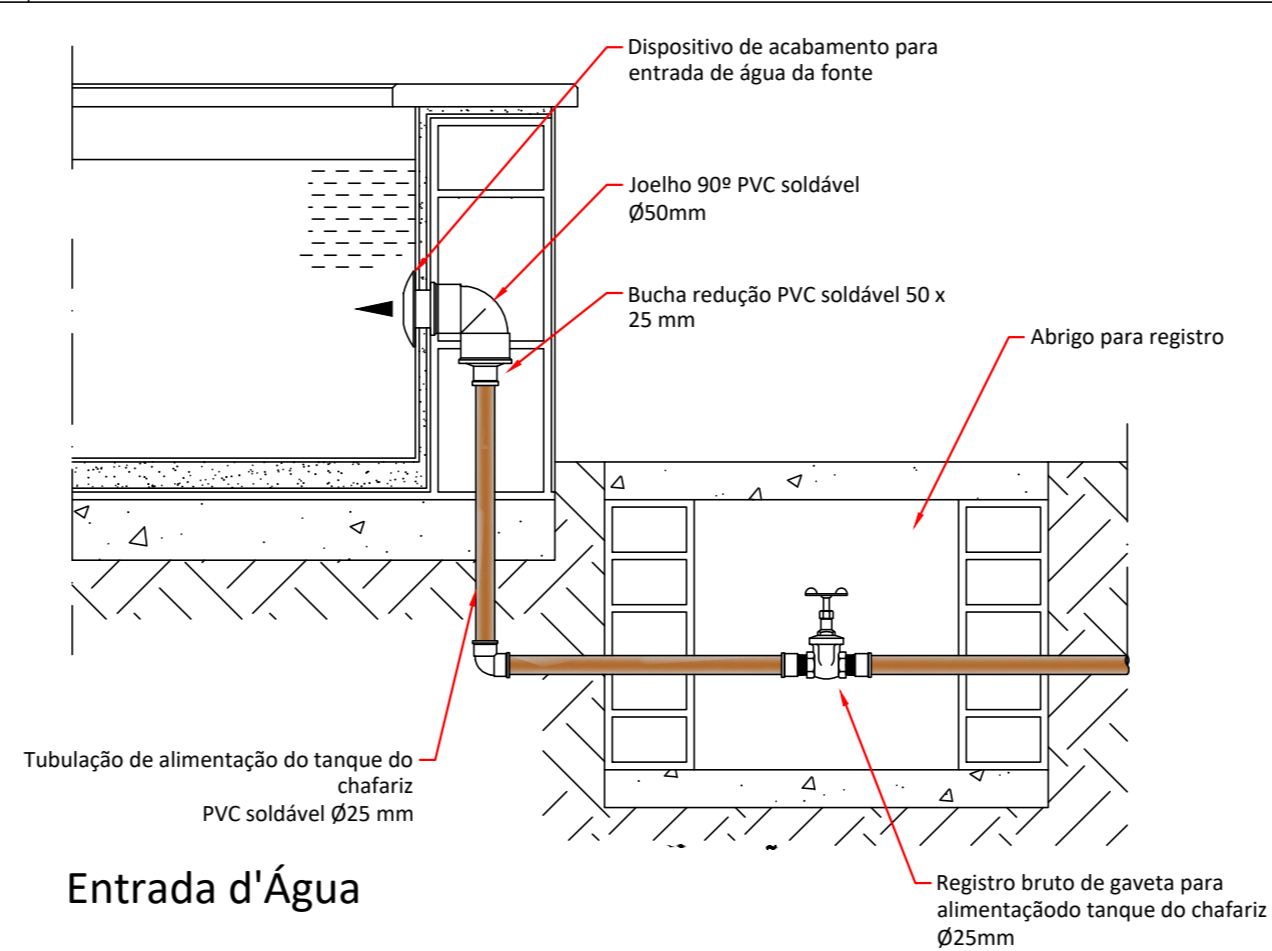 Dispositivo de acabamento para
entrada de água da fonte
Joelho 90º PVC soldável
Ø50mm
Bucha redução PVC soldável 50 x
25 mm
Abrigo para registro
Tubulação de alimentação do tanque do
chafariz
PVC soldável Ø25 mm
Entrada d'Água
Registro bruto de gaveta para
alimentaçãodo tanque do chafariz
Ø25mm